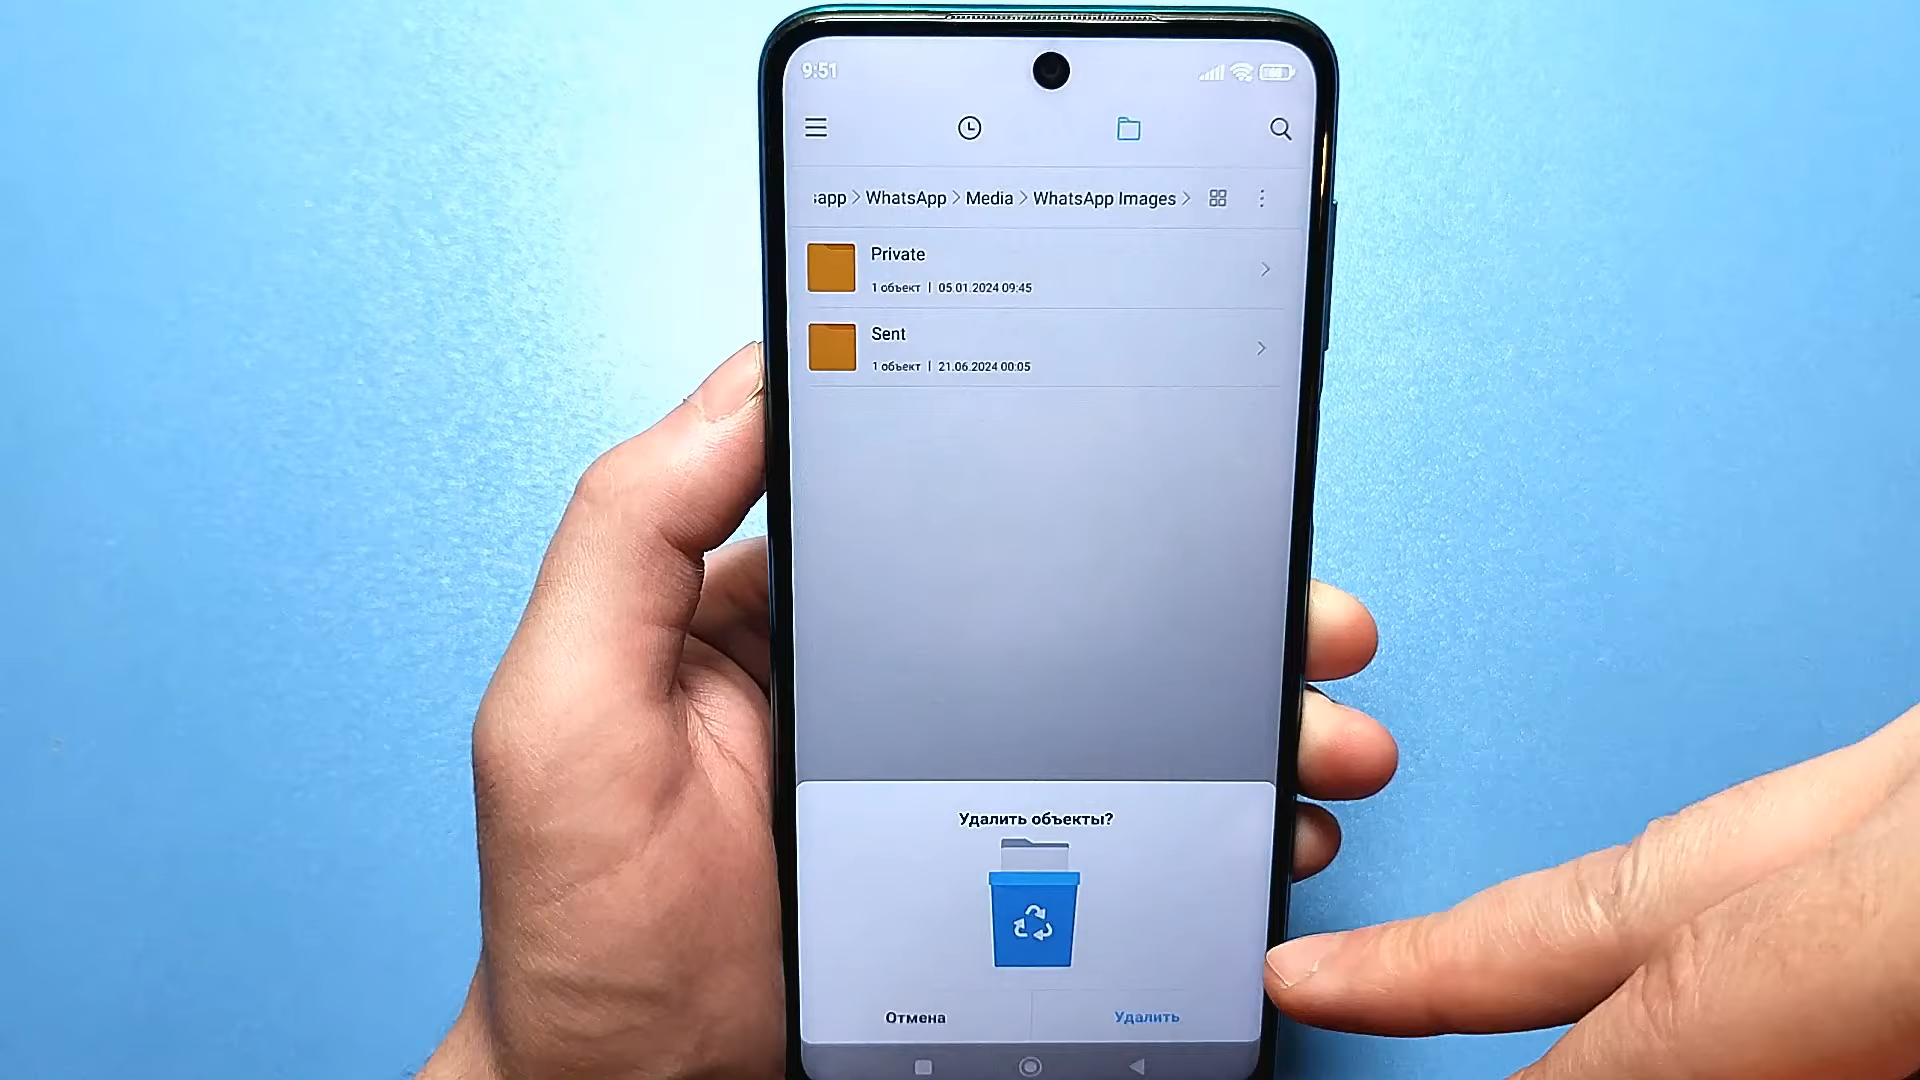 9:51
sapp > WhatsApp > Media > WhatsApp Images >
Private
1 объект | 05.01.2024 09:45
Sent
1 объект | 21.06.2024 00:05
Удалить объекты?
Отмена
Удалить